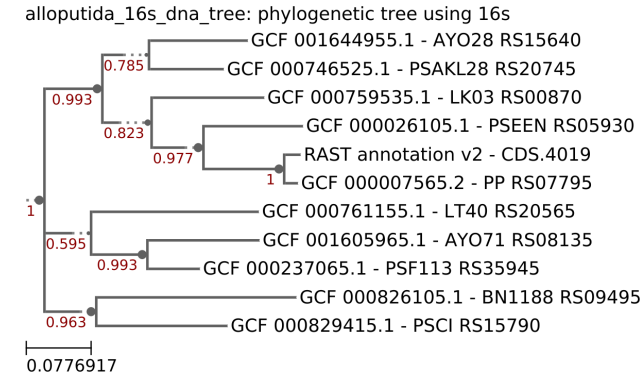 alloputida_16s_dna_tree: phylogenetic tree using 16s
GCF 001644955.1 - AYO28 RS15640
0.785
GCF 000746525.1 - PSAKL28 RS20745
0.993
GCF 000759535.1 - LK03 RS00870
0.823
GCF 000026105.1 - PSEEN RS05930
0.977
RAST annotation v2 - CDS.4019
1
GCF 000007565.2 - PP RS07795
1
GCF 000761155.1 - LT40 RS20565
0.595
GCF 001605965.1 - AYO71 RS08135
0.993
GCF 000237065.1 - PSF113 RS35945
GCF 000826105.1 - BN1188 RS09495
0.963
GCF 000829415.1 - PSCI RS15790
0.0776917